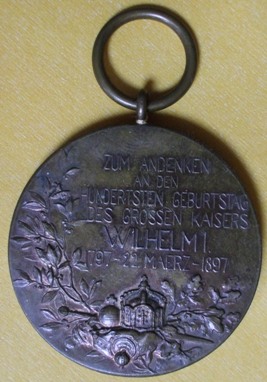 ZUM ANDENKEN
AN DEN
HUNDERTSTEN GEBURTSTAG
DES GROSSEN KAISERS
WILHELM I.
1797-22. MAERZ-1897